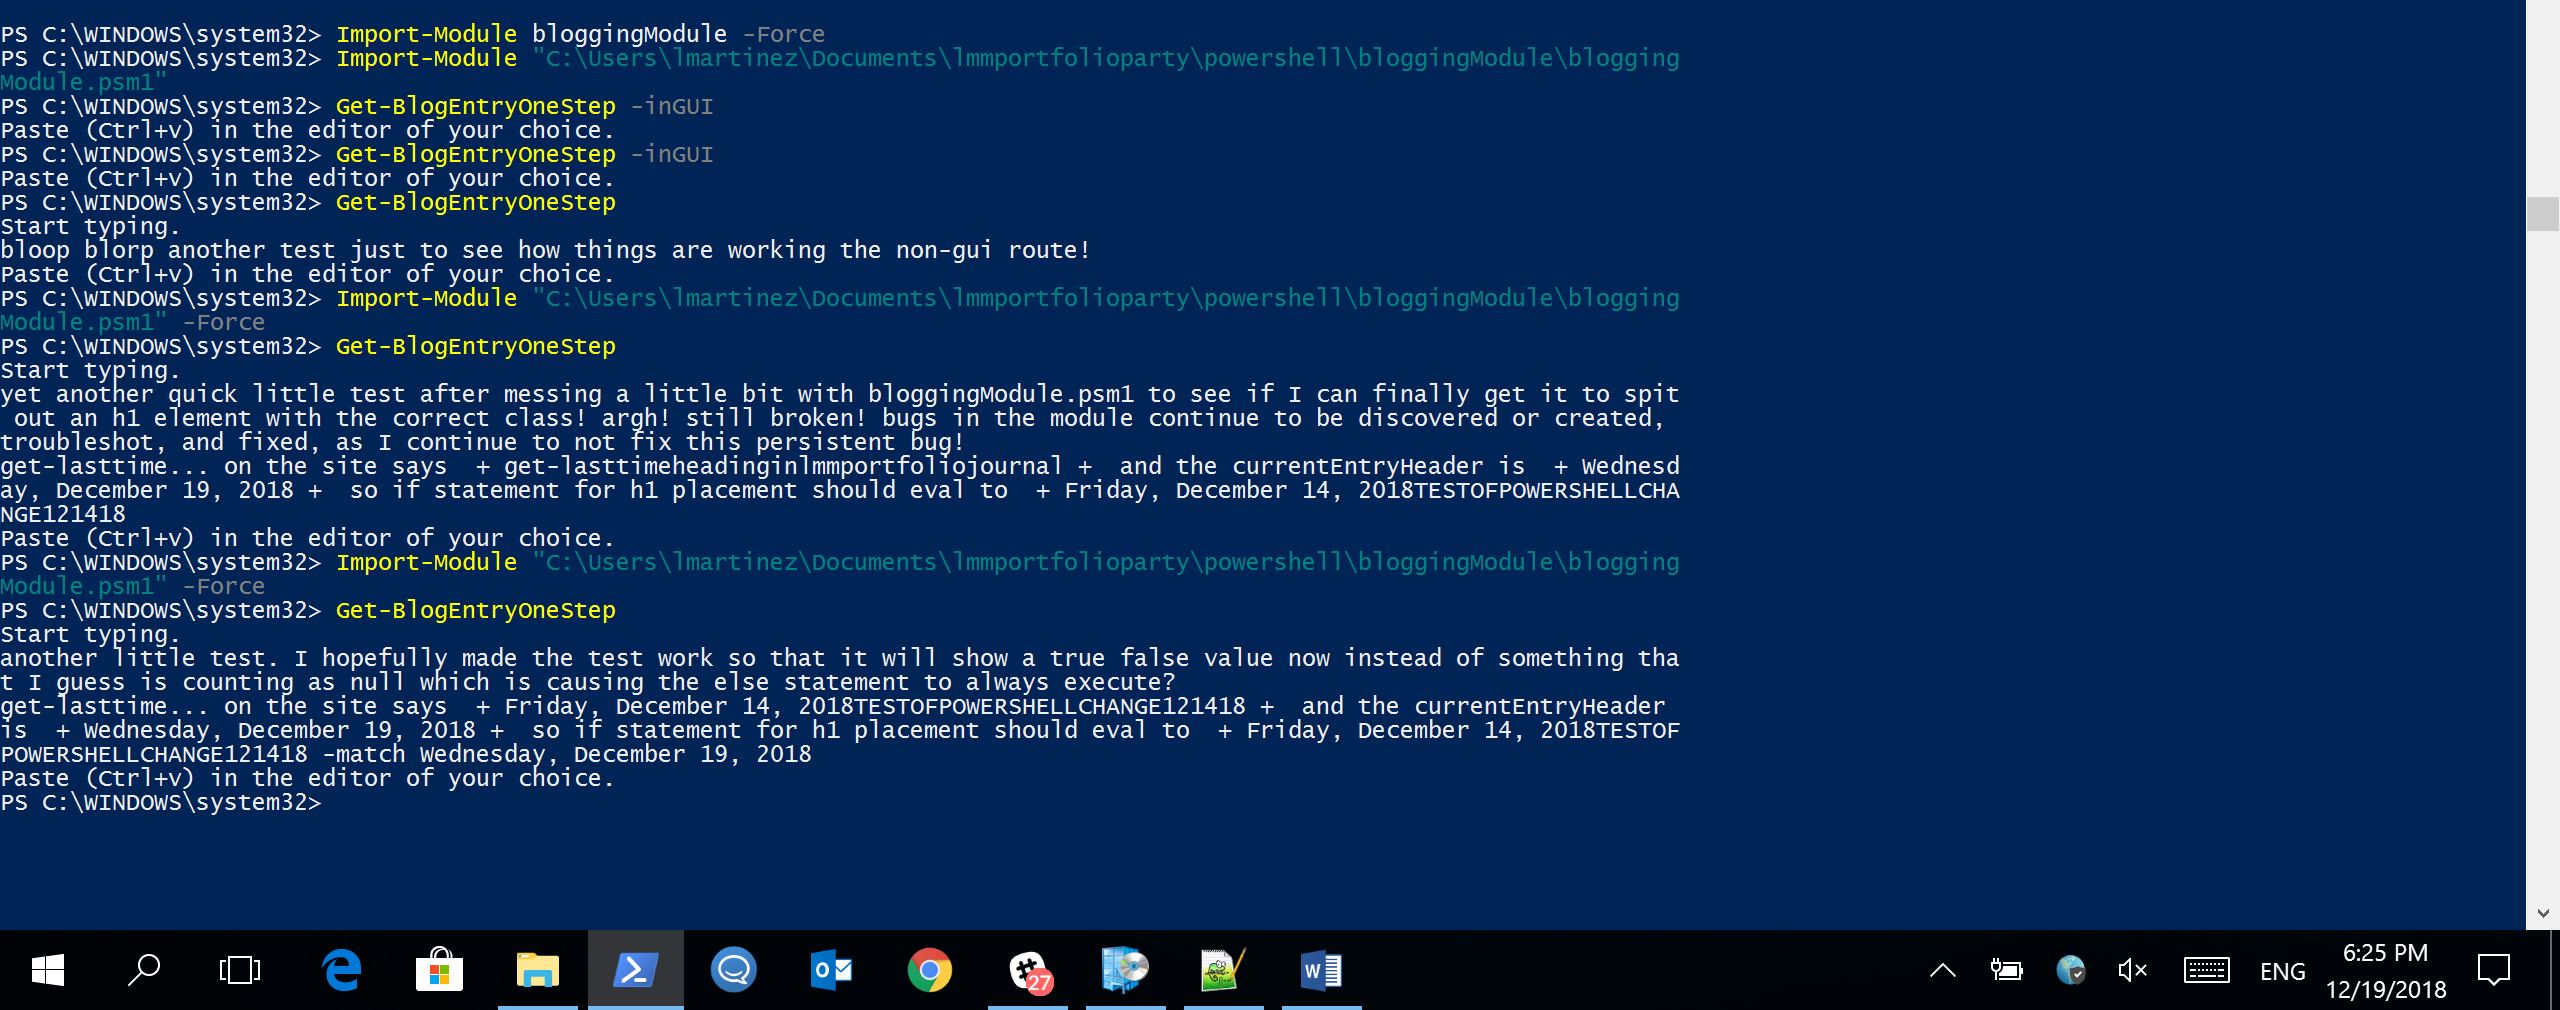 PS C:\WINDOWS\system32> Import-Module bloggingModule -Force
PS C:\WINDOWS\system32> Import-Module "C:\Users\lmartinez\Documents\lmmportfolioparty\powershell\bloggingModule\blogging
Module.psm1"
PS C:\WINDOWS\system32> Get-BlogEntryOneStep -inGUI
Paste (Ctrl+v) in the editor of your choice.
PS C:\WINDOWS\system32> Get-BlogEntryOneStep -inGUI
Paste (Ctrl+v) in the editor of your choice.
PS C:\WINDOWS\system32> Get-BlogEntryOneStep
Start typing.
bloop blorp another test just to see how things are working the non-gui route!
Paste (Ctrl+v) in the editor of your choice.
PS C:\WINDOWS\system32> Import-Module "C:\Users\lmartinez\Documents\lmmportfolioparty\powershell\bloggingModule\blogging
Module.psm1" -Force
PS C:\WINDOWS\system32> Get-BlogEntryOneStep
Start typing.
yet another quick little test after messing a little bit with bloggingModule.psm1 to see if I can finally get it to spit
 out an h1 element with the correct class! argh! still broken! bugs in the module continue to be discovered or created,
troubleshot, and fixed, as I continue to not fix this persistent bug!
get-lasttime... on the site says  + get-lasttimeheadinginlmmportfoliojournal +  and the currentEntryHeader is  + Wednesd
ay, December 19, 2018 +  so if statement for h1 placement should eval to  + Friday, December 14, 2018TESTOFPOWERSHELLCHA
NGE121418
Paste (Ctrl+v) in the editor of your choice.
PS C:\WINDOWS\system32> Import-Module "C:\Users\lmartinez\Documents\lmmportfolioparty\powershell\bloggingModule\blogging
Module.psm1" -Force
PS C:\WINDOWS\system32> Get-BlogEntryOneStep
Start typing.
another little test. I hopefully made the test work so that it will show a true false value now instead of something tha
t I guess is counting as null which is causing the else statement to always execute?
get-lasttime... on the site says  + Friday, December 14, 2018TESTOFPOWERSHELLCHANGE121418 +  and the currentEntryHeader
is  + Wednesday, December 19, 2018 +  so if statement for h1 placement should eval to  + Friday, December 14, 2018TESTOF
POWERSHELLCHANGE121418 -match Wednesday, December 19, 2018
Paste (Ctrl+v) in the editor of your choice.
PS C:\WINDOWS\system32>
27
ENG
6:25 PM
12/19/2018